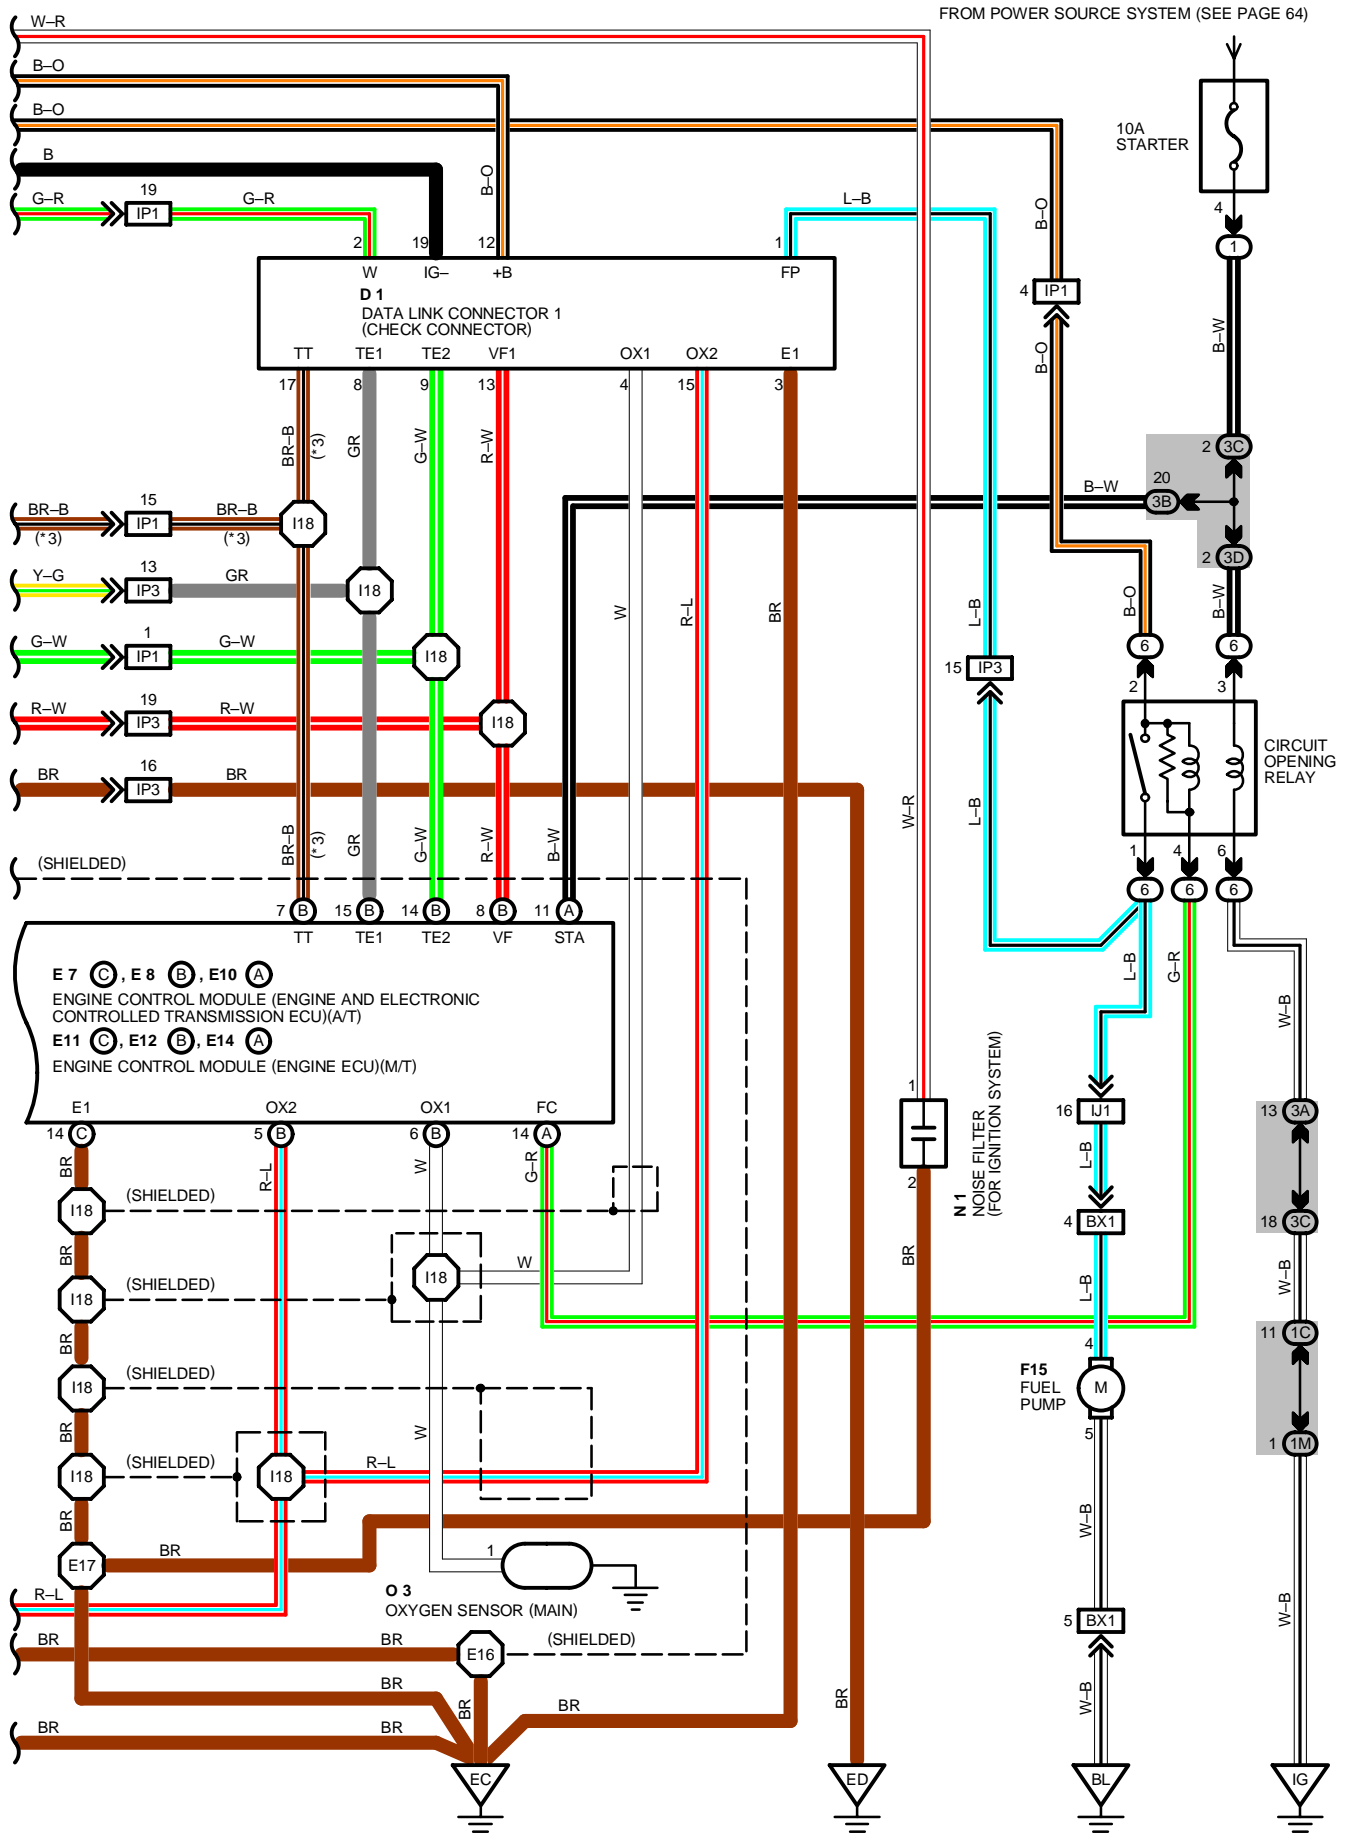 FROM POWER SOURCE SYSTEM (SEE PAGE 64)
W–R
B–O
B–O
B
G–R
19
IP1
G–R
B–O
L–B
B–O
10A
STARTER
4
1
2
19
12
1
W
IG–
+B
FP
D 1
DATA LINK CONNECTOR 1
(CHECK CONNECTOR)
4
IP1
B–O
B–W
TT
TE1
TE2
VF1
OX1
OX2
E1
17
8
9
13
4
15
3
BR–B
(*3)
GR
G–W
R–W
2
3C
20
3B
B–W
2
3D
BR–B
(*3)
15
IP1
BR–B
(*3)
I18
Y–G
13
IP3
GR
I18
W
R–L
BR
L–B
B–O
B–W
G–W
1
IP1
G–W
I18
6
6
15
IP3
2
3
R–W
19
IP3
R–W
I18
CIRCUIT
OPENING
RELAY
BR
16
IP3
BR
W–R
L–B
BR–B
(*3)
GR
G–W
R–W
B–W
1
4
6
6
6
6
(SHIELDED)
7
B
15
B
14
B
8
B
11
A
TT
TE1
TE2
VF
STA
E 7 C , E 8 B , E10 A
ENGINE CONTROL MODULE (ENGINE AND ELECTRONIC
CONTROLLED TRANSMISSION ECU)(A/T)
E11 C , E12 B , E14 A
ENGINE CONTROL MODULE (ENGINE ECU)(M/T)
L–B
G–R
W–B
E1
OX2
OX1
FC
14
C
5
B
6
B
14
A
1
2
N 1
NOISE FILTER
(FOR IGNITION SYSTEM)
16
IJ1
13
3A
BR
R–L
W
G–R
L–B
I18
(SHIELDED)
4
BX1
18
3C
BR
I18
W
BR
L–B
W–B
I18
(SHIELDED)
BR
11
1C
4
F15
FUEL
PUMP
M
5
I18
(SHIELDED)
BR
W
1
1M
I18
(SHIELDED)
I18
R–L
BR
W–B
E17
BR
1
O 3
OXYGEN SENSOR (MAIN)
R–L
5
BX1
W–B
BR
BR
E16
(SHIELDED)
BR
BR
BR
BR
W–B
BR
BR
EC
ED
BL
IG